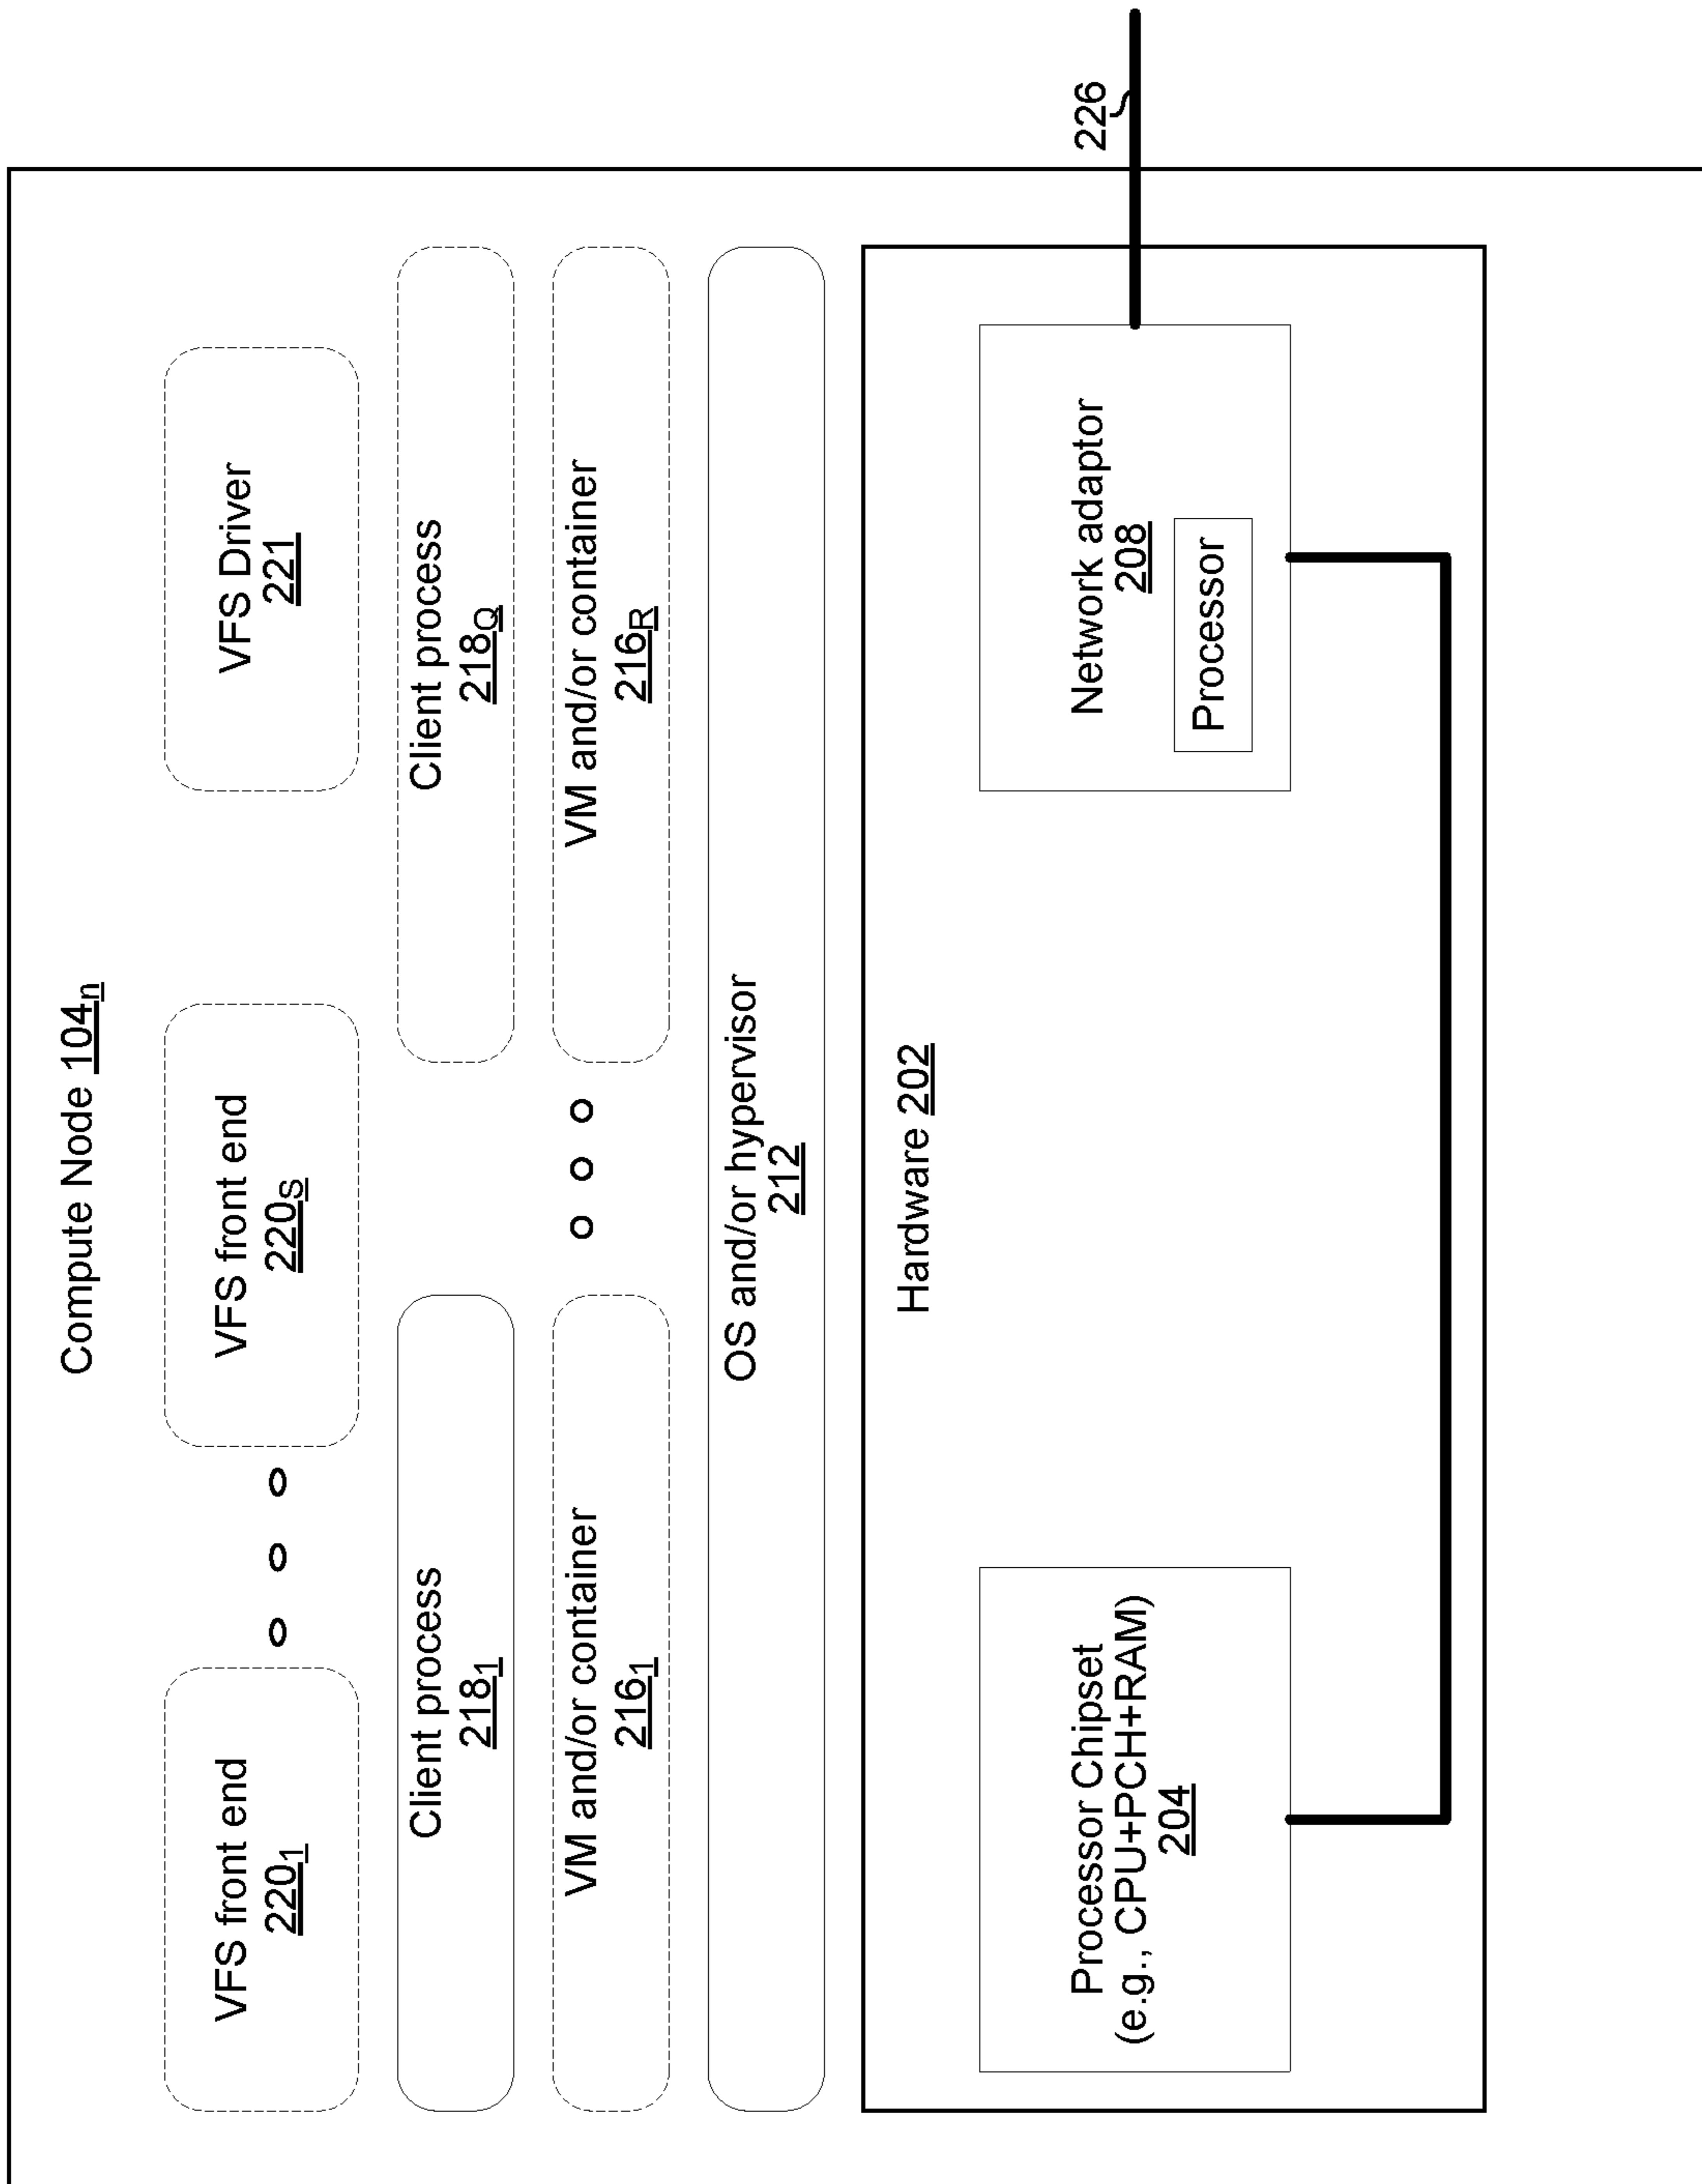 Compute Node 104n
VFS front end
2201
VFS front end
220S
VFS Driver
221
Client process
2181
Client process
218Q
VM and/or container
2161
VM and/or container
216R
OS and/or hypervisor
212
Hardware 202
Processor Chipset
(e.g., CPU+PCH+RAM)
204
Network adaptor
208
Processor
226